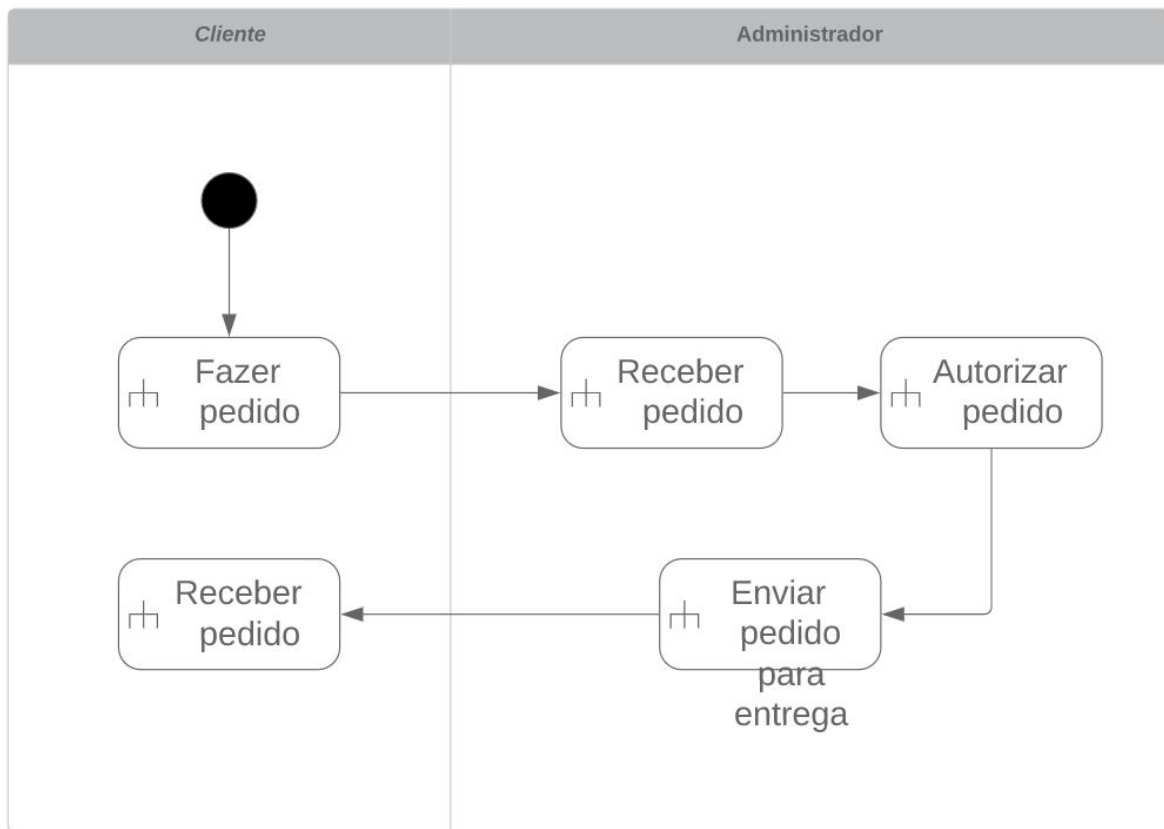 Cliente
Administrador
Fazer
pedido
Receber
pedido
Autorizar
pedido
Receber
pedido
Enviar
pedido
para
entrega